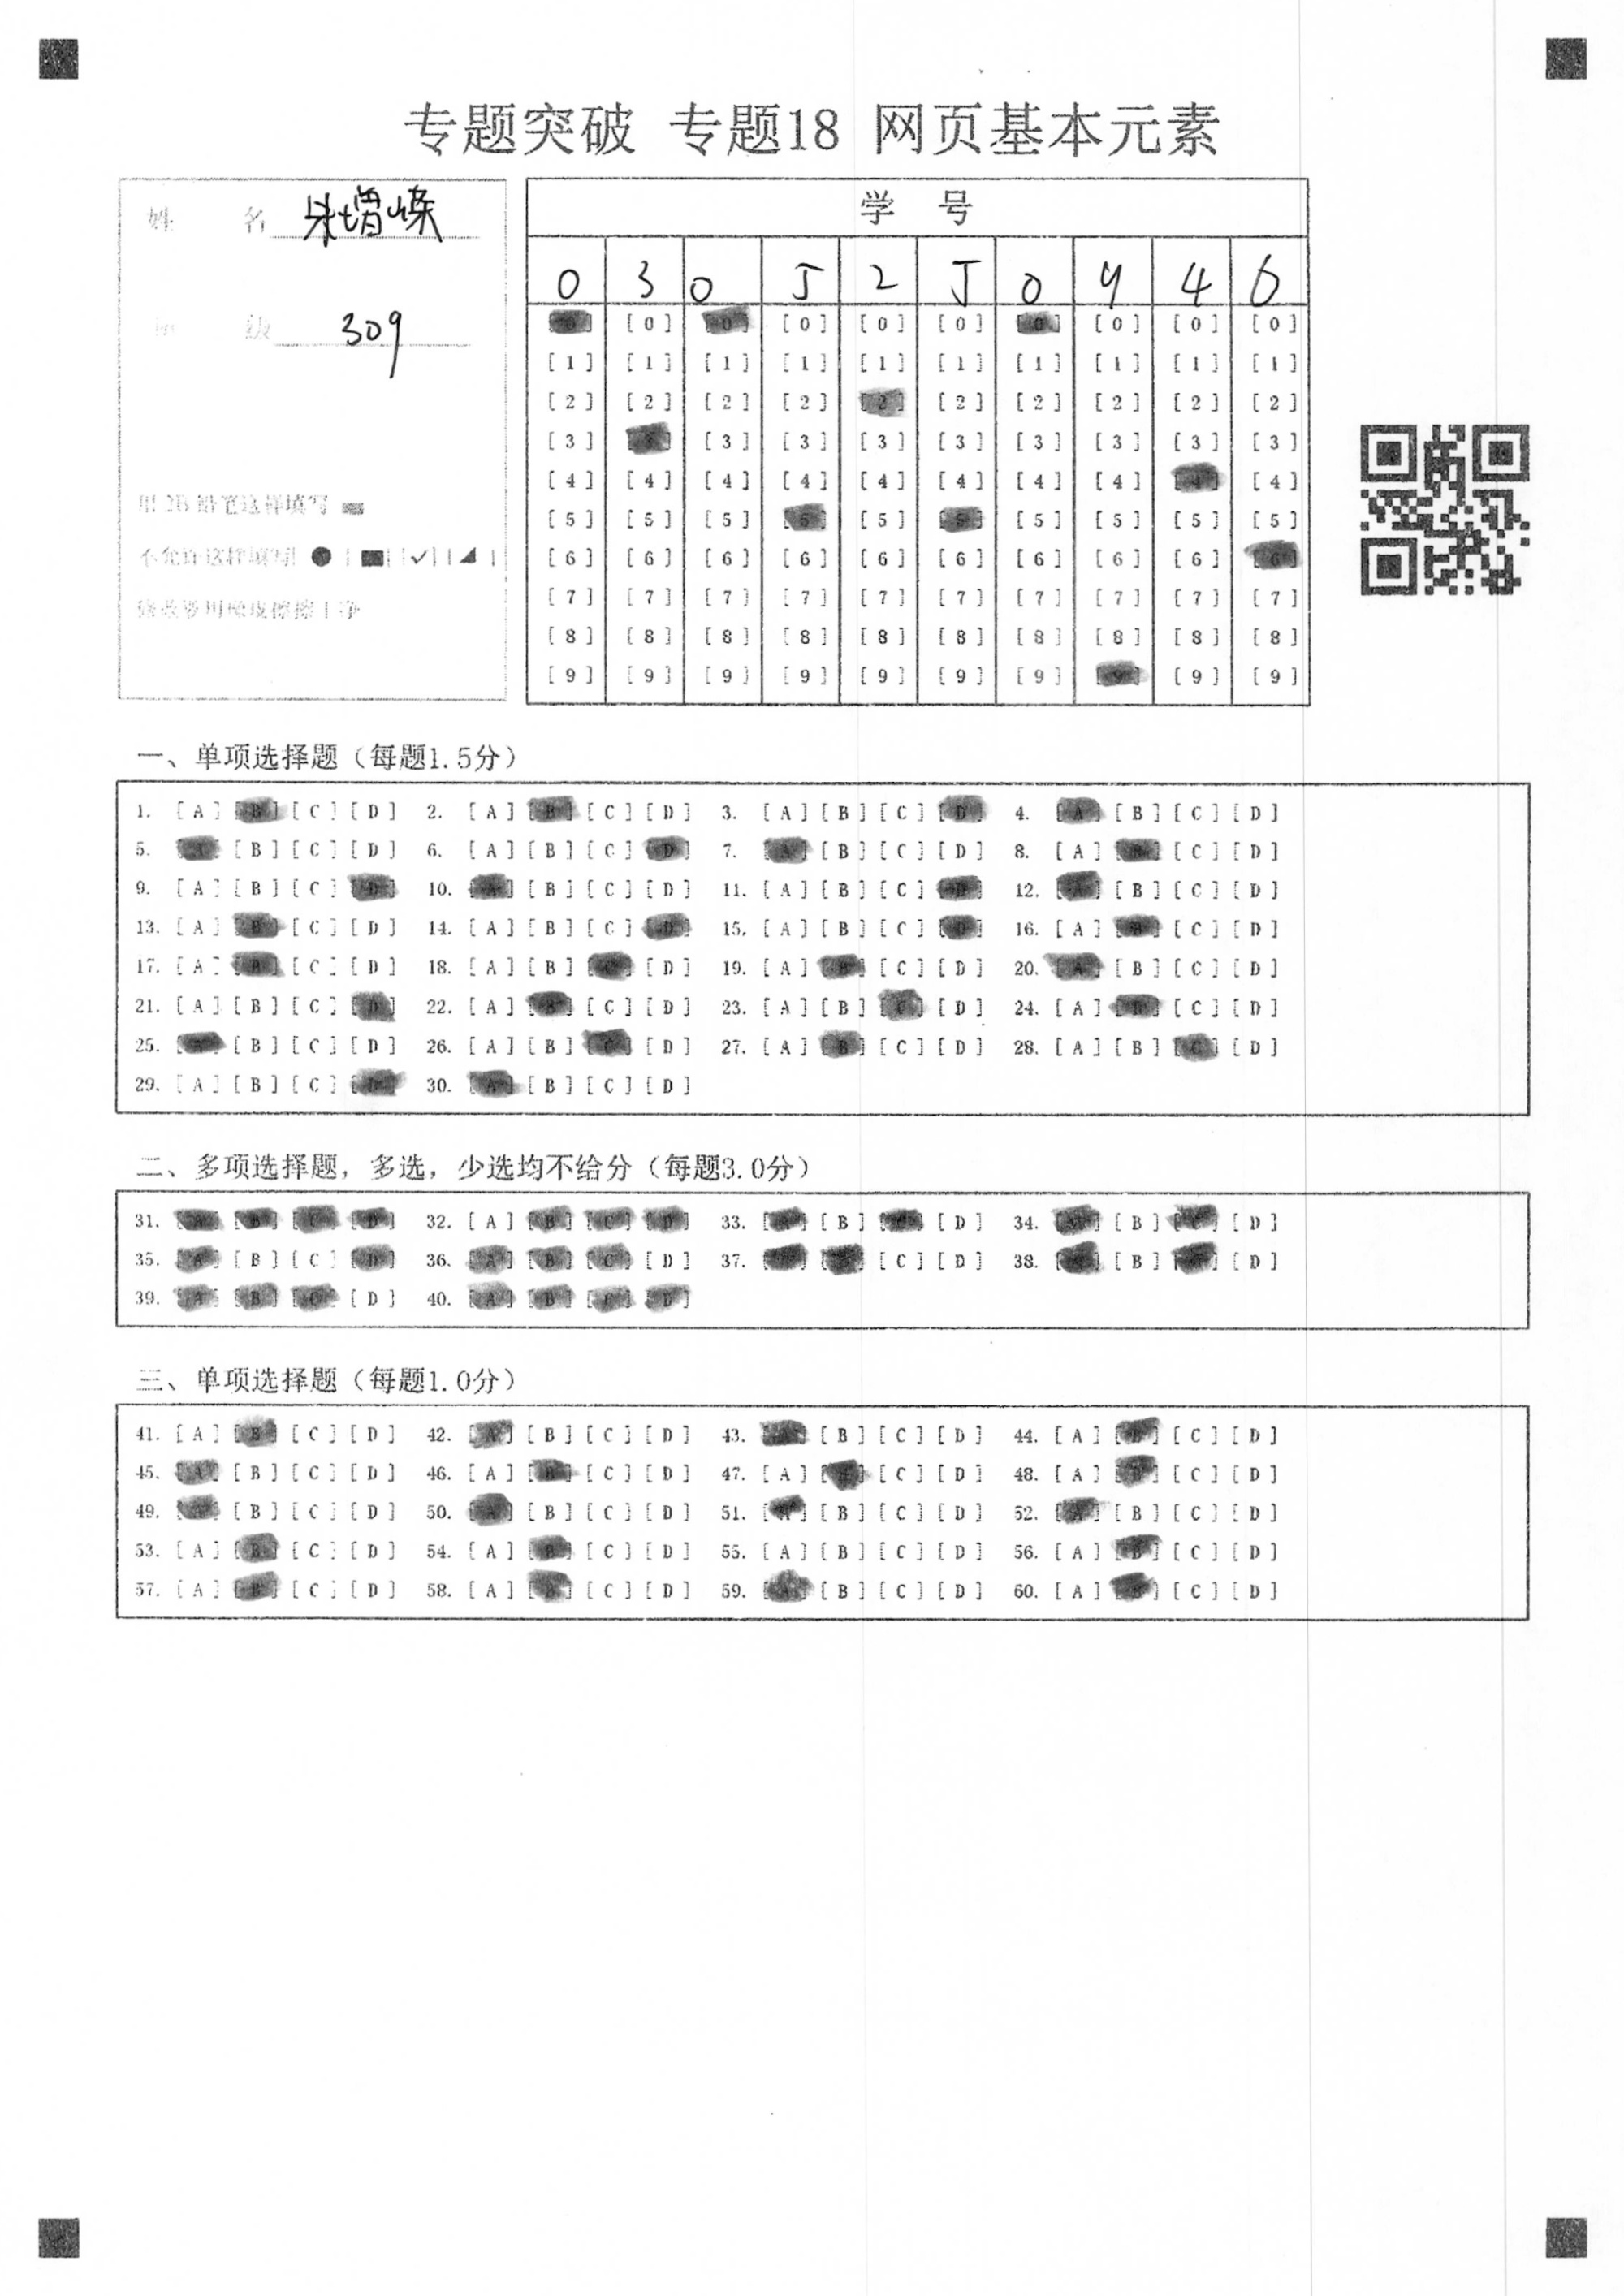 专题突破 专题18 网页基本元素
姓 名 朱增嵘
级 309
用2B铅笔这样填写
不允许这样填写
修改要用橡皮擦擦干净
学 号
0 3 0 5 2 5 0 9 4 6
[0] [0] [0] [0] [0] [0] [0] [0] [0] [0]
[1] [1] [1] [1] [1] [1] [1] [1] [1] [1]
[2] [2] [2] [2] [2] [2] [2] [2] [2] [2]
[3] [3] [3] [3] [3] [3] [3] [3] [3] [3]
[4] [4] [4] [4] [4] [4] [4] [4] [4] [4]
[5] [5] [5] [5] [5] [5] [5] [5] [5] [5]
[6] [6] [6] [6] [6] [6] [6] [6] [6] [6]
[7] [7] [7] [7] [7] [7] [7] [7] [7] [7]
[8] [8] [8] [8] [8] [8] [8] [8] [8] [8]
[9] [9] [9] [9] [9] [9] [9] [9] [9] [9]
一、单项选择题（每题1.5分）
1. [A] [B] [C] [D] 2. [A] [B] [C] [D] 3. [A] [B] [C] [D] 4. [A] [B] [C] [D]
5. [A] [B] [C] [D] 6. [A] [B] [C] [D] 7. [A] [B] [C] [D] 8. [A] [B] [C] [D]
9. [A] [B] [C] [D] 10. [A] [B] [C] [D] 11. [A] [B] [C] [D] 12. [A] [B] [C] [D]
13. [A] [B] [C] [D] 14. [A] [B] [C] [D] 15. [A] [B] [C] [D] 16. [A] [B] [C] [D]
17. [A] [B] [C] [D] 18. [A] [B] [C] [D] 19. [A] [B] [C] [D] 20. [A] [B] [C] [D]
21. [A] [B] [C] [D] 22. [A] [B] [C] [D] 23. [A] [B] [C] [D] 24. [A] [B] [C] [D]
25. [A] [B] [C] [D] 26. [A] [B] [C] [D] 27. [A] [B] [C] [D] 28. [A] [B] [C] [D]
29. [A] [B] [C] [D] 30. [A] [B] [C] [D]
二、多项选择题，多选，少选均不给分（每题3.0分）
31. [A] [B] [C] [D] 32. [A] [B] [C] [D] 33. [A] [B] [C] [D] 34. [A] [B] [C] [D]
35. [A] [B] [C] [D] 36. [A] [B] [C] [D] 37. [A] [B] [C] [D] 38. [A] [B] [C] [D]
39. [A] [B] [C] [D] 40. [A] [B] [C] [D]
三、单项选择题（每题1.0分）
41. [A] [B] [C] [D] 42. [A] [B] [C] [D] 43. [A] [B] [C] [D] 44. [A] [B] [C] [D]
45. [A] [B] [C] [D] 46. [A] [B] [C] [D] 47. [A] [B] [C] [D] 48. [A] [B] [C] [D]
49. [A] [B] [C] [D] 50. [A] [B] [C] [D] 51. [A] [B] [C] [D] 52. [A] [B] [C] [D]
53. [A] [B] [C] [D] 54. [A] [B] [C] [D] 55. [A] [B] [C] [D] 56. [A] [B] [C] [D]
57. [A] [B] [C] [D] 58. [A] [B] [C] [D] 59. [A] [B] [C] [D] 60. [A] [B] [C] [D]